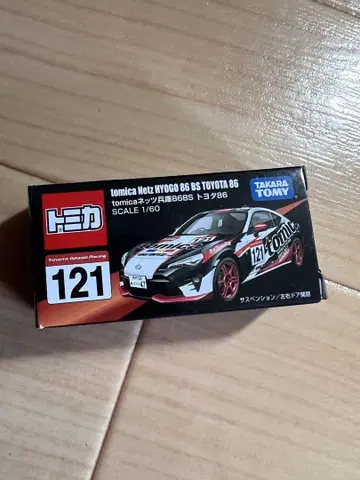 tomica Netz HYOGO 86 BS TOYOTA 86
tomicaネッツ兵庫86BS トヨタ86
SCALE 1/60
トミカ
TAKARA
TOMY
TOYOTA GAZOO Racing
121
121
tomica
サスペンション/左右ドア開閉